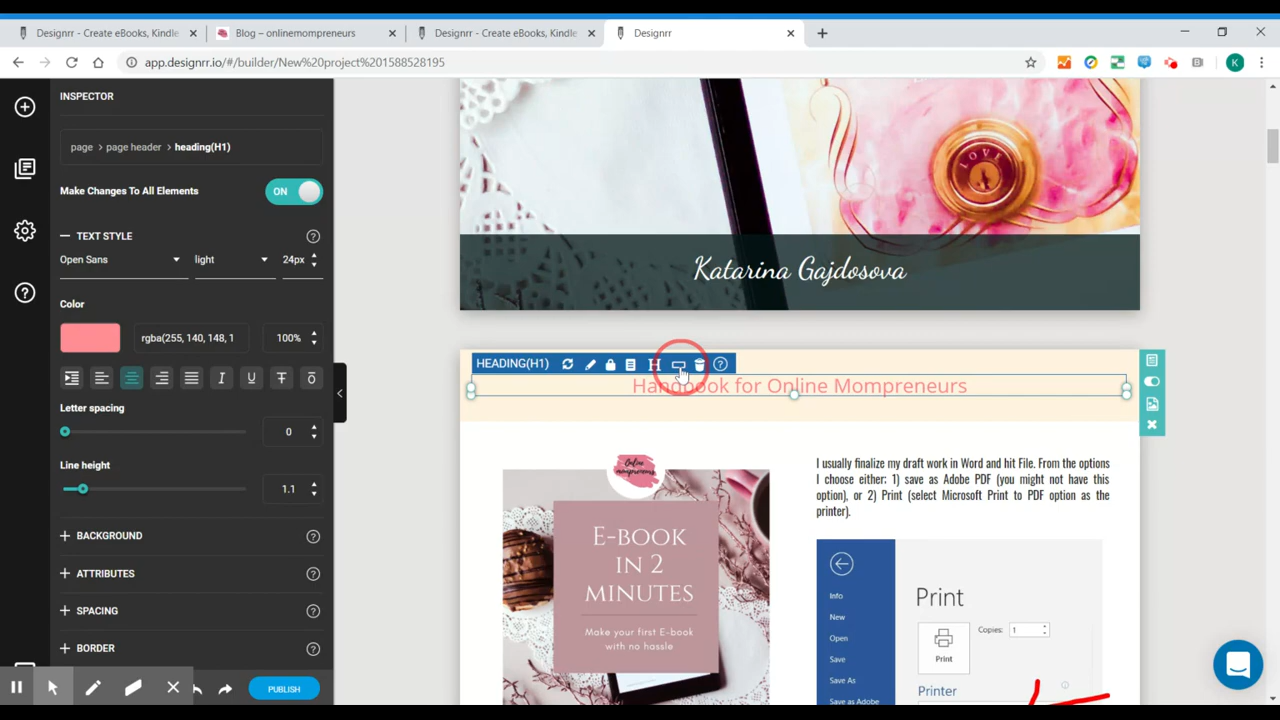 Designrr - Create eBooks, Kindle
Blog – onlinemompreneurs
Designrr - Create eBooks, Kindle
Designrr
app.designrr.io/#/builder/New%20project%201588528195
K
INSPECTOR
page > page header > heading(H1)
Make Changes To All Elements
ON
TEXT STYLE
Open Sans
light
24px
Color
rgba(255, 140, 148, 1
100%
Letter spacing
0
Line height
1.1
BACKGROUND
ATTRIBUTES
SPACING
BORDER
PUBLISH
LOVE
Katarina Gajdosova
HEADING(H1)
Handbook for Online Mompreneurs
Online
mompreneurs
E-BOOK
IN 2
MINUTES
Make your first E-book
with no hassle
I usually finalize my draft work in Word and hit File. From the options
I choose either; 1) save as Adobe PDF (you might not have this
option), or 2) Print (select Microsoft Print to PDF option as the
printer).
Info
New
Open
Save
Save As
Save as Adobe
Print
Print
Copies: 1
Printer